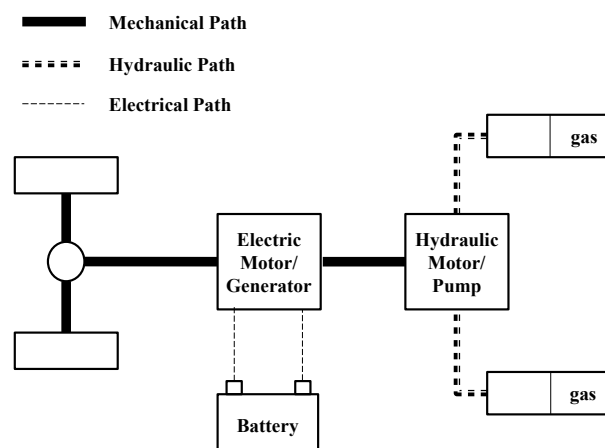 Mechanical Path
Hydraulic Path
Electrical Path
gas
Electric
Motor/
Generator
Hydraulic
Motor/
Pump
gas
Battery